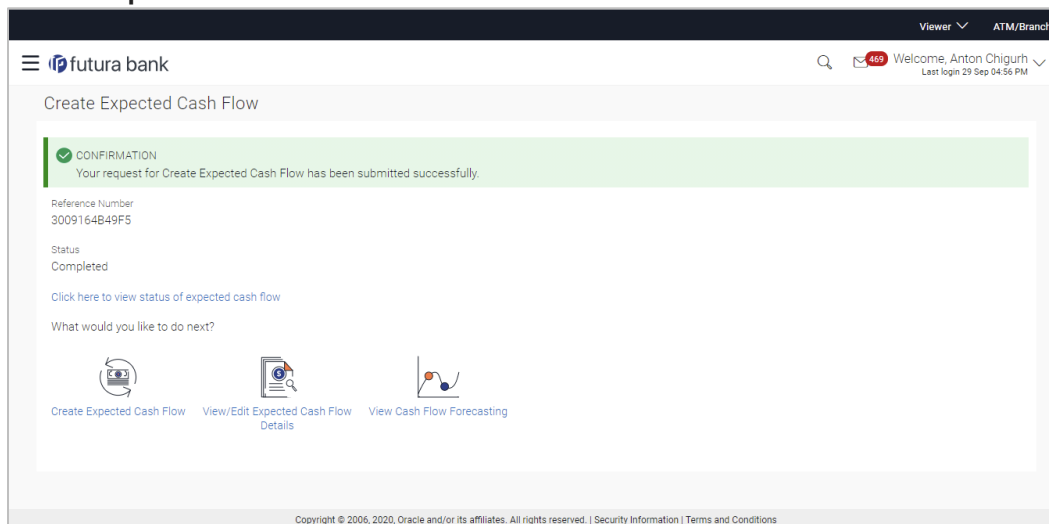 Viewer ATM/Branch
futura bank
469 Welcome, Anton Chigurh
Last login 29 Sep 04:56 PM
Create Expected Cash Flow
CONFIRMATION
Your request for Create Expected Cash Flow has been submitted successfully.
Reference Number
3009164B49F5
Status
Completed
Click here to view status of expected cash flow
What would you like to do next?
Create Expected Cash Flow View/Edit Expected Cash Flow View Cash Flow Forecasting
Details
Copyright © 2006, 2020, Oracle and/or its affiliates. All rights reserved. | Security Information | Terms and Conditions